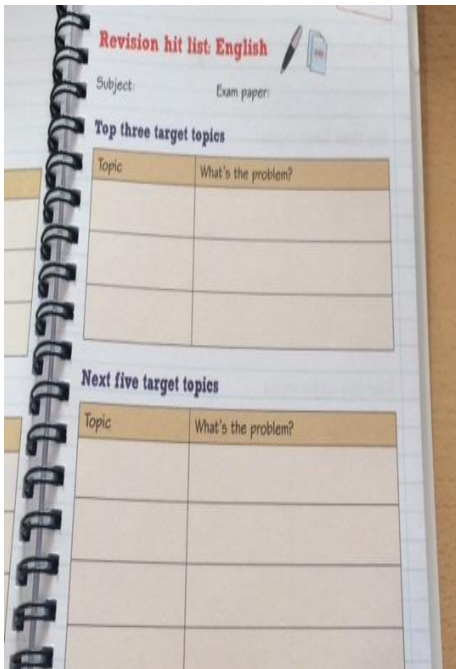 Revision hit list: English
Subject: Exam paper:
Top three target topics
Topic What's the problem?
Next five target topics
Topic What's the problem?